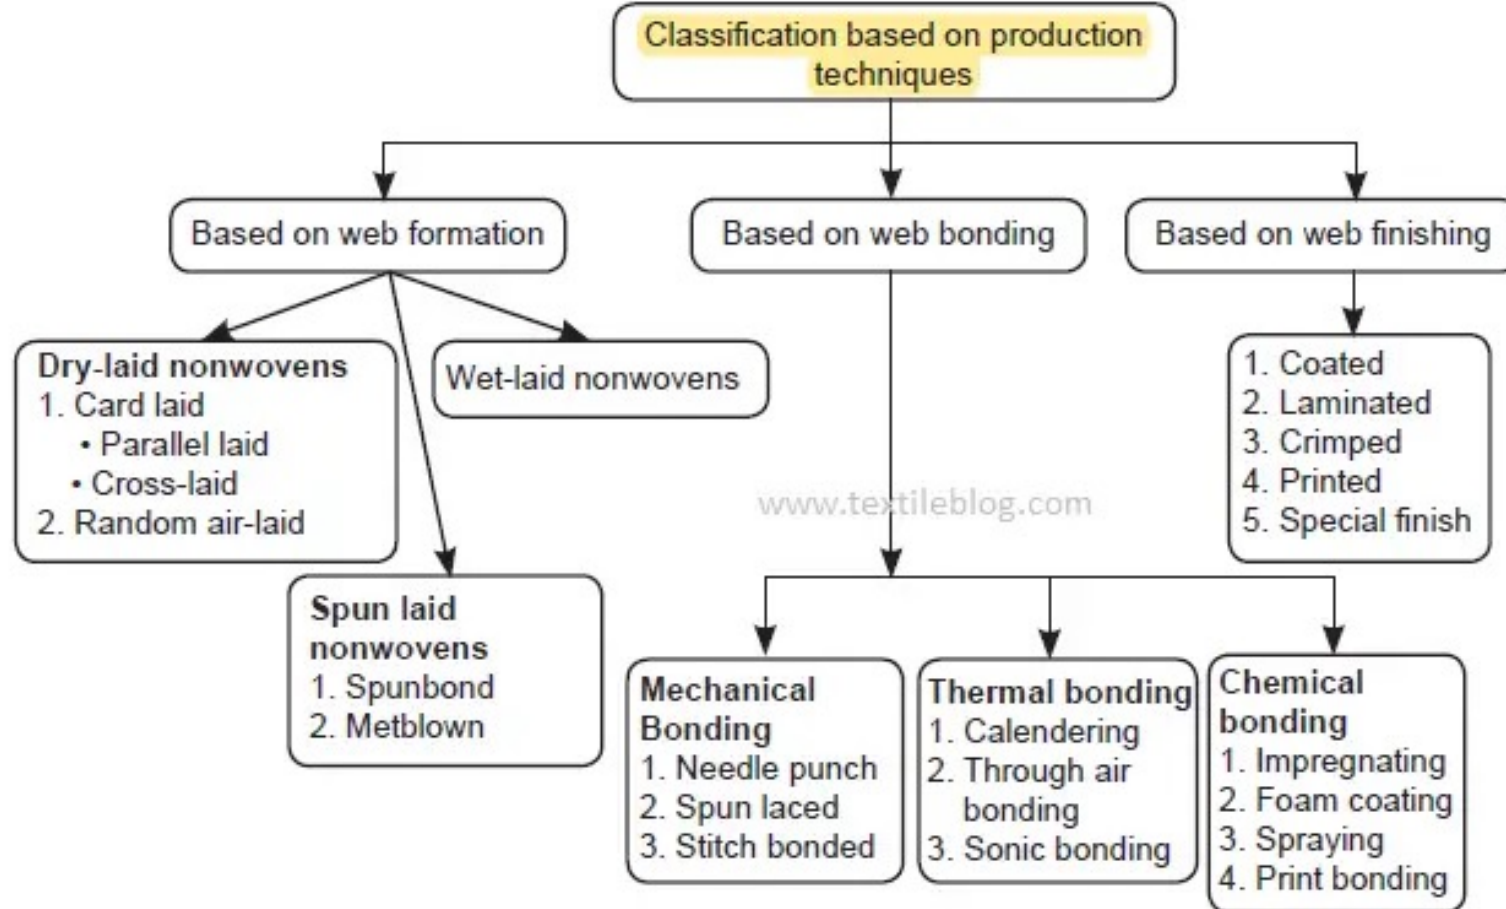 Classification based on production
techniques
Based on web formation
Based on web bonding
Based on web finishing
Dry-laid nonwovens
1. Card laid
• Parallel laid
• Cross-laid
2. Random air-laid
Wet-laid nonwovens
1. Coated
2. Laminated
3. Crimped
4. Printed
5. Special finish
www.textileblog.com
Spun laid
nonwovens
1. Spunbond
2. Metblown
Mechanical
Bonding
1. Needle punch
2. Spun laced
3. Stitch bonded
Thermal bonding
1. Calendering
2. Through air
bonding
3. Sonic bonding
Chemical
bonding
1. Impregnating
2. Foam coating
3. Spraying
4. Print bonding